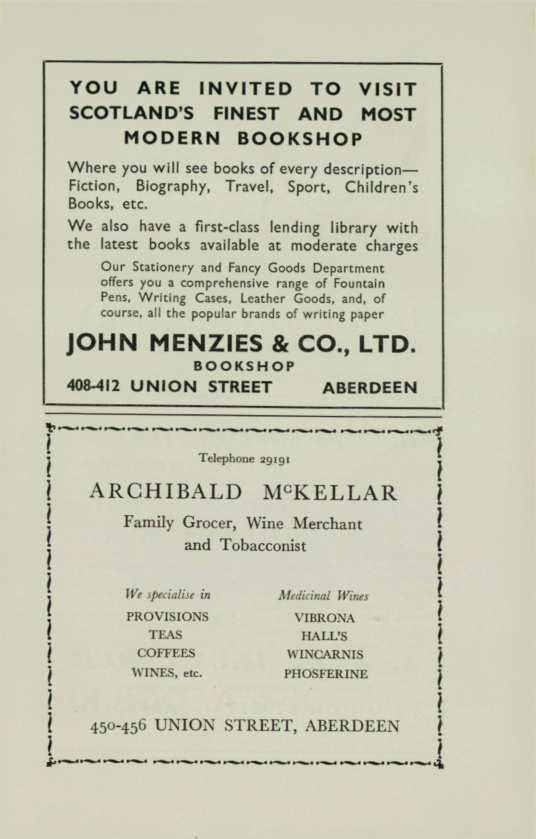 YOU ARE INVITED TO VISIT
SCOTLAND'S FINEST AND MOST
MODERN BOOKSHOP
Where you will see books of every description—
Fiction, Biography, Travel, Sport, Children's
Books, etc.
We also have a first-class lending library with
the latest books available at moderate charges
Our Stationery and Fancy Goods Department
offers you a comprehensive range of Fountain
Pens, Writing Cases, Leather Goods, and, of
course, all the popular brands of writing paper
JOHN MENZIES & CO., LTD.
BOOKSHOP
408-412 UNION STREET ABERDEEN
Telephone 29191
ARCHIBALD McKELLAR
Family Grocer, Wine Merchant
and Tobacconist
We specialise in
PROVISIONS
TEAS
COFFEES
WINES, etc.
Medicinal Wines
VIBRONA
HALL'S
WINCARNIS
PHOSFERINE
450-456 UNION STREET, ABERDEEN